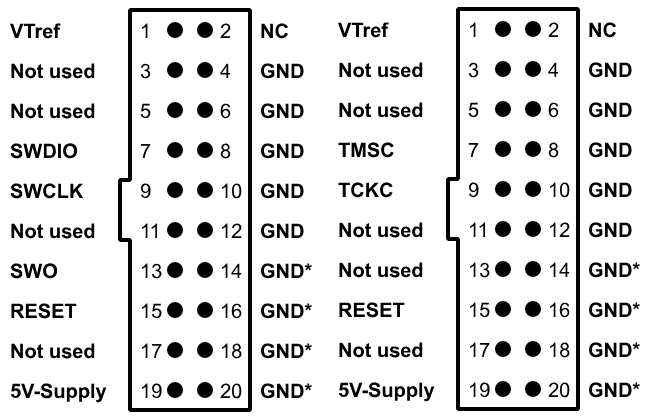 VTref 1 2 NC VTref 1 2 NC
Not used 3 4 GND Not used 3 4 GND
Not used 5 6 GND Not used 5 6 GND
SWDIO 7 8 GND TMSC 7 8 GND
SWCLK 9 10 GND TCKC 9 10 GND
Not used 11 12 GND Not used 11 12 GND
SWO 13 14 GND* Not used 13 14 GND*
RESET 15 16 GND* RESET 15 16 GND*
Not used 17 18 GND* Not used 17 18 GND*
5V-Supply 19 20 GND* 5V-Supply 19 20 GND*